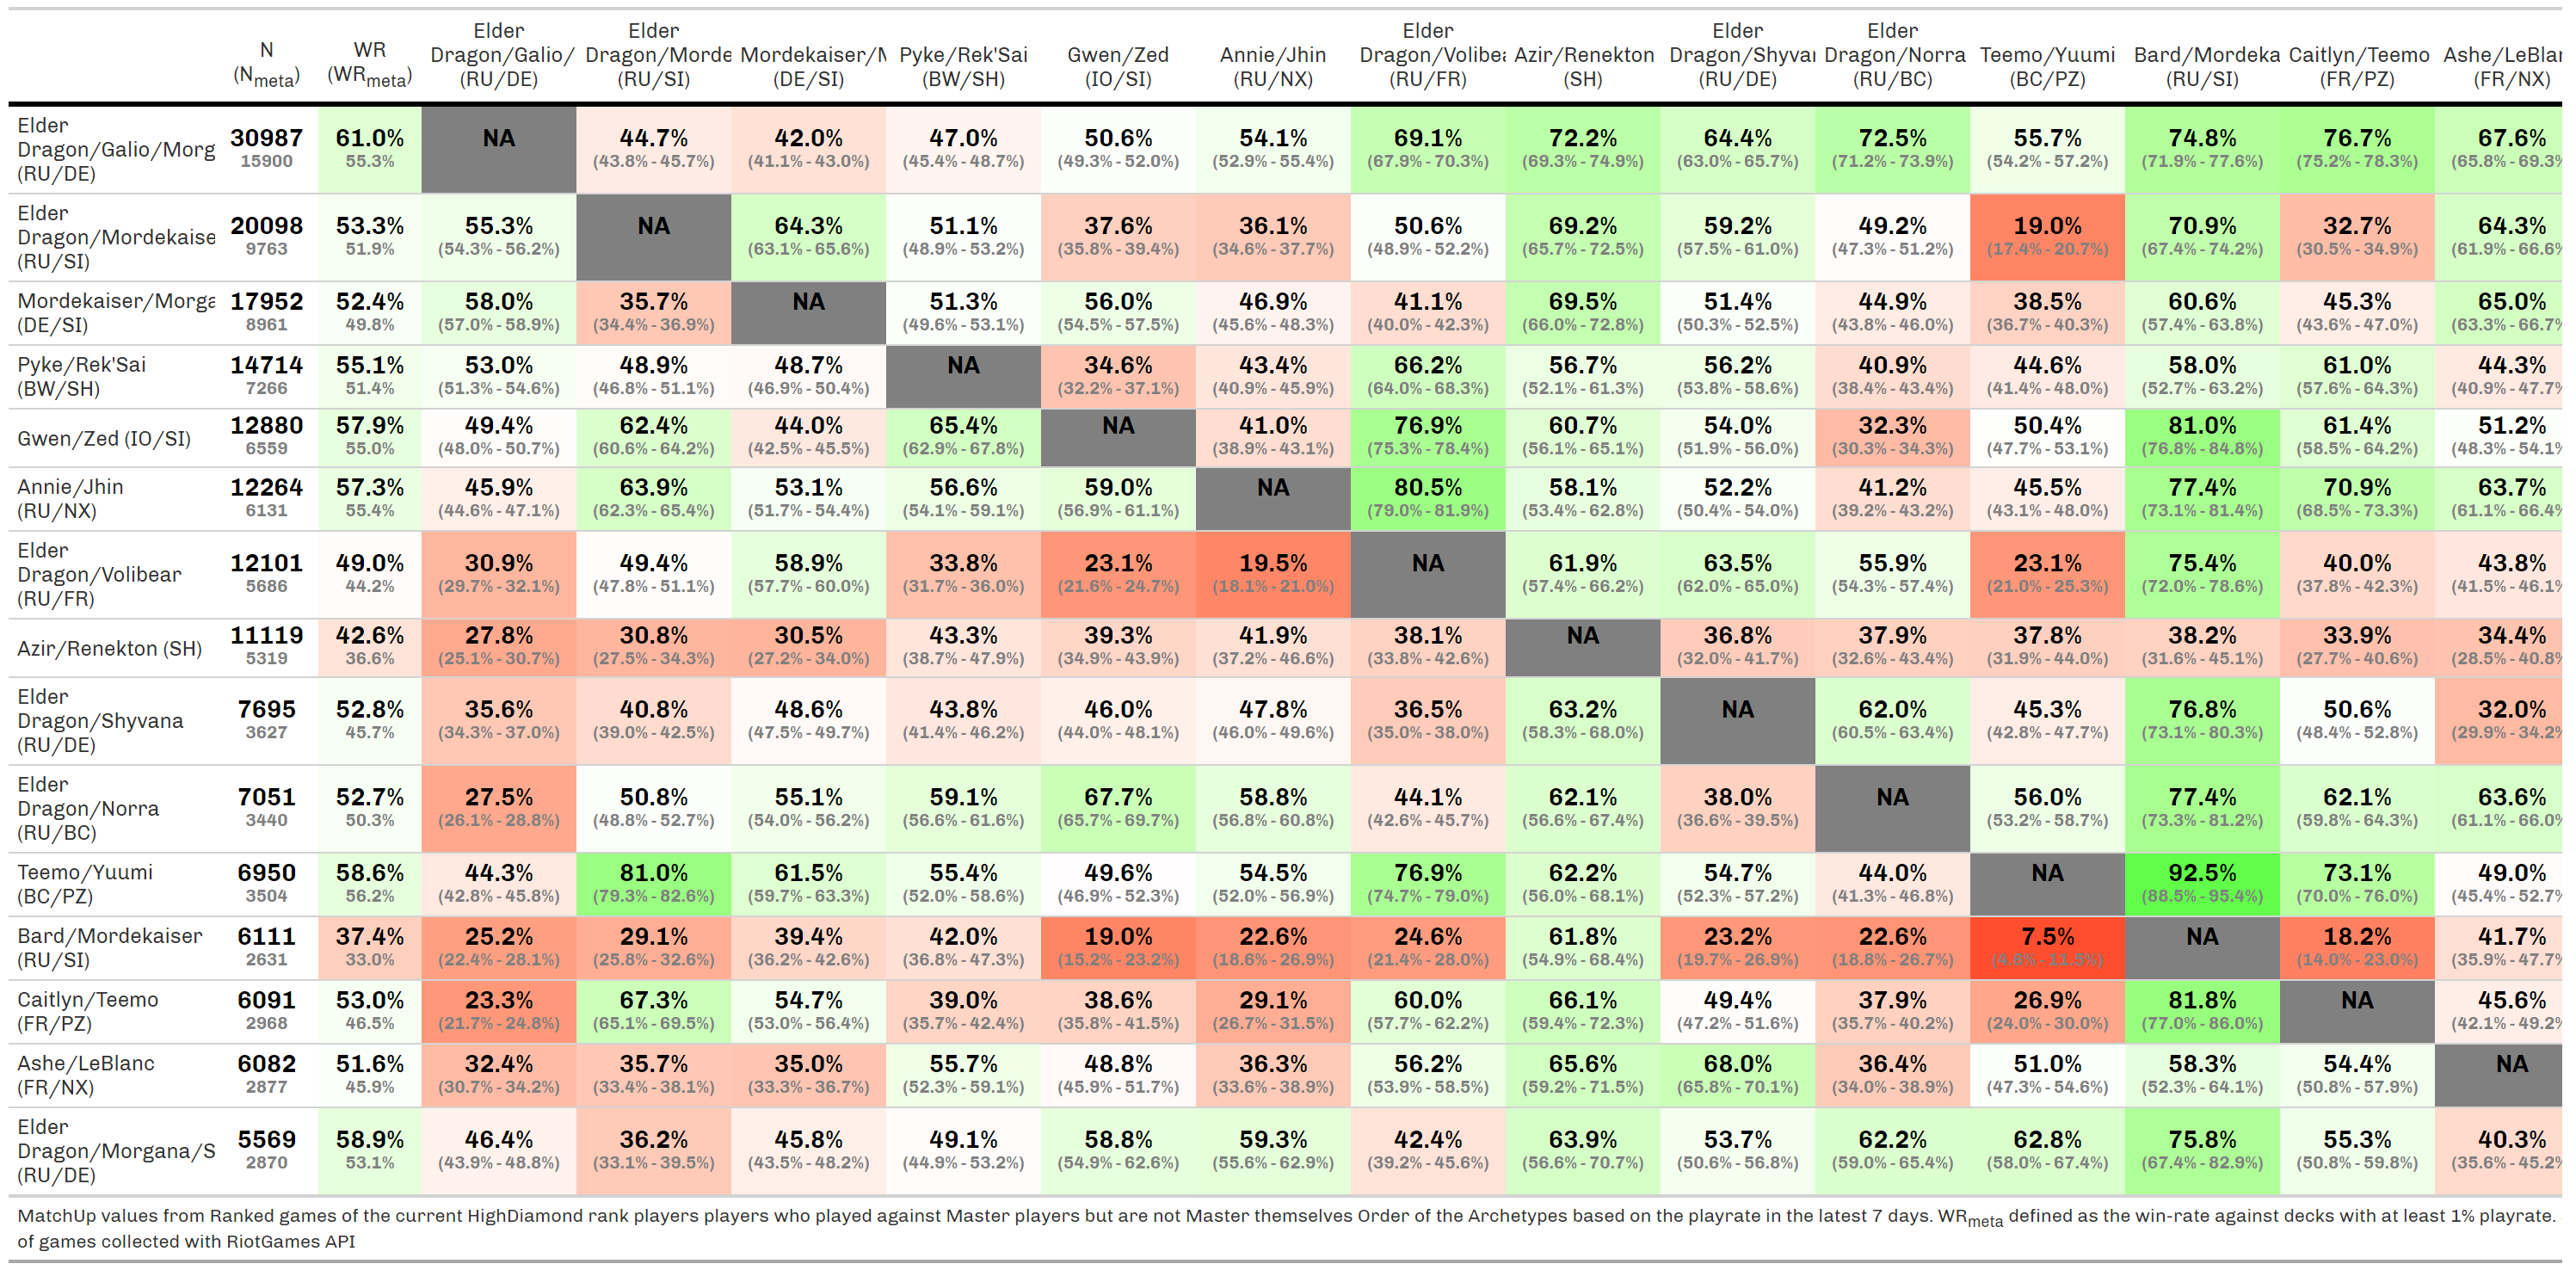 N (N_meta) WR (WR_meta) Elder Dragon/Galio/ (RU/DE) Elder Dragon/Morde (RU/SI) Mordekaiser/M (DE/SI) Pyke/Rek'Sai (BW/SH) Gwen/Zed (IO/SI) Annie/Jhin (RU/NX) Elder Dragon/Volibea (RU/FR) Azir/Renekton (SH) Elder Dragon/Shyvar (RU/DE) Elder Dragon/Norra (RU/BC) Teemo/Yuumi (BC/PZ) Bard/Mordeka (RU/SI) Caitlyn/Teemo (FR/PZ) Ashe/LeBlan (FR/NX)
Elder Dragon/Galio/Morg (RU/DE) 30987 61.0% NA 44.7% 42.0% 47.0% 50.6% 54.1% 69.1% 72.2% 64.4% 72.5% 55.7% 74.8% 76.7% 67.6%
15900 55.3% (43.8% - 45.7%) (41.1% - 43.0%) (45.4% - 48.7%) (49.3% - 52.0%) (52.9% - 55.4%) (67.9% - 70.3%) (69.3% - 74.9%) (63.0% - 65.7%) (71.2% - 73.9%) (54.2% - 57.2%) (71.9% - 77.6%) (75.2% - 78.3%) (65.8% - 69.3%
Elder Dragon/Mordekaise (RU/SI) 20098 53.3% 55.3% NA 64.3% 51.1% 37.6% 36.1% 50.6% 69.2% 59.2% 49.2% 19.0% 70.9% 32.7% 64.3%
9763 51.9% (54.3% - 56.2%) (63.1% - 65.6%) (48.9% - 53.2%) (35.8% - 39.4%) (34.6% - 37.7%) (48.9% - 52.2%) (65.7% - 72.5%) (57.5% - 61.0%) (47.3% - 51.2%) (17.4% - 20.7%) (67.4% - 74.2%) (30.5% - 34.9%) (61.9% - 66.6%
Mordekaiser/Morga (DE/SI) 17952 52.4% 58.0% 35.7% NA 51.3% 56.0% 46.9% 41.1% 69.5% 51.4% 44.9% 38.5% 60.6% 45.3% 65.0%
8961 49.8% (57.0% - 58.9%) (34.4% - 36.9%) (49.6% - 53.1%) (54.5% - 57.5%) (45.6% - 48.3%) (40.0% - 42.3%) (66.0% - 72.8%) (50.3% - 52.5%) (43.8% - 46.0%) (36.7% - 40.3%) (57.4% - 63.8%) (43.6% - 47.0%) (63.3% - 66.7%
Pyke/Rek'Sai (BW/SH) 14714 55.1% 53.0% 48.9% 48.7% NA 34.6% 43.4% 66.2% 56.7% 56.2% 40.9% 44.6% 58.0% 61.0% 44.3%
7266 51.4% (51.3% - 54.6%) (46.8% - 51.1%) (46.9% - 50.4%) (32.2% - 37.1%) (40.9% - 45.9%) (64.0% - 68.3%) (52.1% - 61.3%) (53.8% - 58.6%) (38.4% - 43.4%) (41.4% - 48.0%) (52.7% - 63.2%) (57.6% - 64.3%) (40.9% - 47.7%
Gwen/Zed (IO/SI) 12880 57.9% 49.4% 62.4% 44.0% 65.4% NA 41.0% 76.9% 60.7% 54.0% 32.3% 50.4% 81.0% 61.4% 51.2%
6559 55.0% (48.0% - 50.7%) (60.6% - 64.2%) (42.5% - 45.5%) (62.9% - 67.8%) (38.9% - 43.1%) (75.3% - 78.4%) (56.1% - 65.1%) (51.9% - 56.0%) (30.3% - 34.3%) (47.7% - 53.1%) (76.8% - 84.8%) (58.5% - 64.2%) (48.3% - 54.1%
Annie/Jhin (RU/NX) 12264 57.3% 45.9% 63.9% 53.1% 56.6% 59.0% NA 80.5% 58.1% 52.2% 41.2% 45.5% 77.4% 70.9% 63.7%
6131 55.4% (44.6% - 47.1%) (62.3% - 65.4%) (51.7% - 54.4%) (54.1% - 59.1%) (56.9% - 61.1%) (79.0% - 81.9%) (53.4% - 62.8%) (50.4% - 54.0%) (39.2% - 43.2%) (43.1% - 48.0%) (73.1% - 81.4%) (68.5% - 73.3%) (61.1% - 66.4%
Elder Dragon/Volibear (RU/FR) 12101 49.0% 30.9% 49.4% 58.9% 33.8% 23.1% 19.5% NA 61.9% 63.5% 55.9% 23.1% 75.4% 40.0% 43.8%
5686 44.2% (29.7% - 32.1%) (47.8% - 51.1%) (57.7% - 60.0%) (31.7% - 36.0%) (21.6% - 24.7%) (18.1% - 21.0%) (57.4% - 66.2%) (62.0% - 65.0%) (54.3% - 57.4%) (21.0% - 25.3%) (72.0% - 78.6%) (37.8% - 42.3%) (41.5% - 46.1%
Azir/Renekton (SH) 11119 42.6% 27.8% 30.8% 30.5% 43.3% 39.3% 41.9% 38.1% NA 36.8% 37.9% 37.8% 38.2% 33.9% 34.4%
5319 36.6% (25.1% - 30.7%) (27.5% - 34.3%) (27.2% - 34.0%) (38.7% - 47.9%) (34.9% - 43.9%) (37.2% - 46.6%) (33.8% - 42.6%) (32.0% - 41.7%) (32.6% - 43.4%) (31.9% - 44.0%) (31.6% - 45.1%) (27.7% - 40.6%) (28.5% - 40.8%
Elder Dragon/Shyvana (RU/DE) 7695 52.8% 35.6% 40.8% 48.6% 43.8% 46.0% 47.8% 36.5% 63.2% NA 62.0% 45.3% 76.8% 50.6% 32.0%
3627 45.7% (34.3% - 37.0%) (39.0% - 42.5%) (47.5% - 49.7%) (41.4% - 46.2%) (44.0% - 48.1%) (46.0% - 49.6%) (35.0% - 38.0%) (58.3% - 68.0%) (60.5% - 63.4%) (42.8% - 47.7%) (73.1% - 80.3%) (48.4% - 52.8%) (29.9% - 34.2%
Elder Dragon/Norra (RU/BC) 7051 52.7% 27.5% 50.8% 55.1% 59.1% 67.7% 58.8% 44.1% 62.1% 38.0% NA 56.0% 77.4% 62.1% 63.6%
3440 50.3% (26.1% - 28.8%) (48.8% - 52.7%) (54.0% - 56.2%) (56.6% - 61.6%) (65.7% - 69.7%) (56.8% - 60.8%) (42.6% - 45.7%) (56.6% - 67.4%) (36.6% - 39.5%) (53.2% - 58.7%) (73.3% - 81.2%) (59.8% - 64.3%) (61.1% - 66.0%
Teemo/Yuumi (BC/PZ) 6950 58.6% 44.3% 81.0% 61.5% 55.4% 49.6% 54.5% 76.9% 62.2% 54.7% 44.0% NA 92.5% 73.1% 49.0%
3504 56.2% (42.8% - 45.8%) (79.3% - 82.6%) (59.7% - 63.3%) (52.0% - 58.6%) (46.9% - 52.3%) (52.0% - 56.9%) (74.7% - 79.0%) (56.0% - 68.1%) (52.3% - 57.2%) (41.3% - 46.8%) (88.5% - 95.4%) (70.0% - 76.0%) (45.4% - 52.7%
Bard/Mordekaiser (RU/SI) 6111 37.4% 25.2% 29.1% 39.4% 42.0% 19.0% 22.6% 24.6% 61.8% 23.2% 22.6% 7.5% NA 18.2% 41.7%
2631 33.0% (22.4% - 28.1%) (25.8% - 32.6%) (36.2% - 42.6%) (36.8% - 47.3%) (15.2% - 23.2%) (18.6% - 26.9%) (21.4% - 28.0%) (54.9% - 68.4%) (19.7% - 26.9%) (18.8% - 26.7%) (4.6% - 11.5%) (14.0% - 23.0%) (35.9% - 47.7%
Caitlyn/Teemo (FR/PZ) 6091 53.0% 23.3% 67.3% 54.7% 39.0% 38.6% 29.1% 60.0% 66.1% 49.4% 37.9% 26.9% 81.8% NA 45.6%
2968 46.5% (21.7% - 24.8%) (65.1% - 69.5%) (53.0% - 56.4%) (35.7% - 42.4%) (35.8% - 41.5%) (26.7% - 31.5%) (57.7% - 62.2%) (59.4% - 72.3%) (47.2% - 51.6%) (35.7% - 40.2%) (24.0% - 30.0%) (77.0% - 86.0%) (42.1% - 49.2%
Ashe/LeBlanc (FR/NX) 6082 51.6% 32.4% 35.7% 35.0% 55.7% 48.8% 36.3% 56.2% 65.6% 68.0% 36.4% 51.0% 58.3% 54.4% NA
2877 45.9% (30.7% - 34.2%) (33.4% - 38.1%) (33.3% - 36.7%) (52.3% - 59.1%) (45.9% - 51.7%) (33.6% - 38.9%) (53.9% - 58.5%) (59.2% - 71.5%) (65.8% - 70.1%) (34.0% - 38.9%) (47.3% - 54.6%) (52.3% - 64.1%) (50.8% - 57.9%)
Elder Dragon/Morgana/S (RU/DE) 5569 58.9% 46.4% 36.2% 45.8% 49.1% 58.8% 59.3% 42.4% 63.9% 53.7% 62.2% 62.8% 75.8% 55.3% 40.3%
2870 53.1% (43.9% - 48.8%) (33.1% - 39.5%) (43.5% - 48.2%) (44.9% - 53.2%) (54.9% - 62.6%) (55.6% - 62.9%) (39.2% - 45.6%) (56.6% - 70.7%) (50.6% - 56.8%) (59.0% - 65.4%) (58.0% - 67.4%) (67.4% - 82.9%) (50.8% - 59.8%) (35.6% - 45.2%
MatchUp values from Ranked games of the current HighDiamond rank players players who played against Master players but are not Master themselves Order of the Archetypes based on the playrate in the latest 7 days. WR_meta defined as the win-rate against decks with at least 1% playrate.
of games collected with RiotGames API